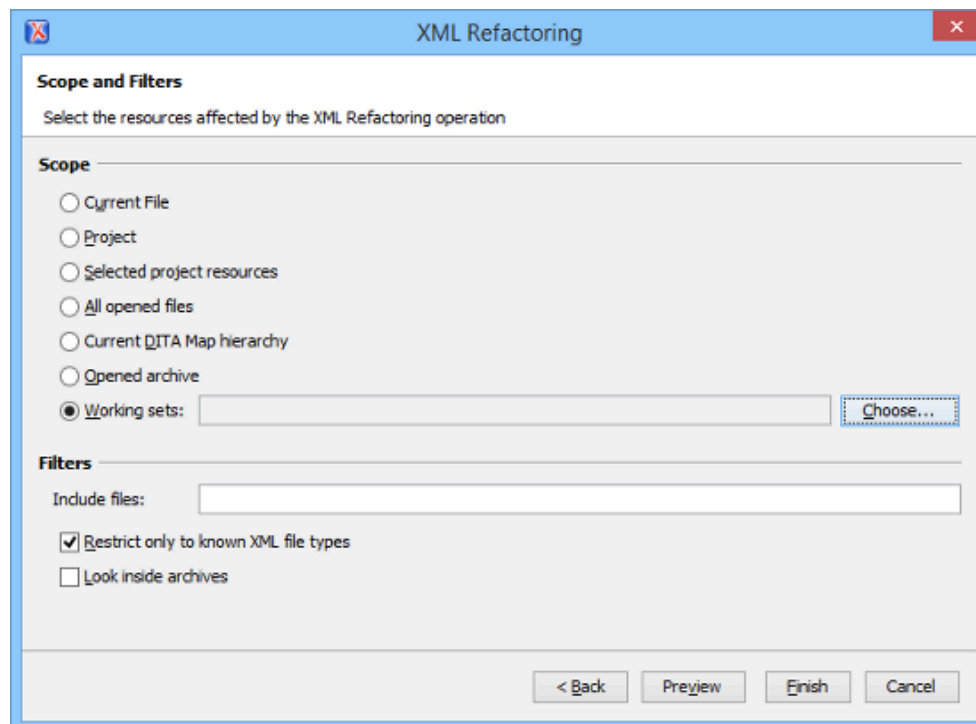 XML Refactoring
Scope and Filters
Select the resources affected by the XML Refactoring operation
Scope
Current File
Project
Selected project resources
All opened files
Current DITA Map hierarchy
Opened archive
Working sets: Choose...
Filters
Include files:
Restrict only to known XML file types
Look inside archives
< Back Preview Finish Cancel